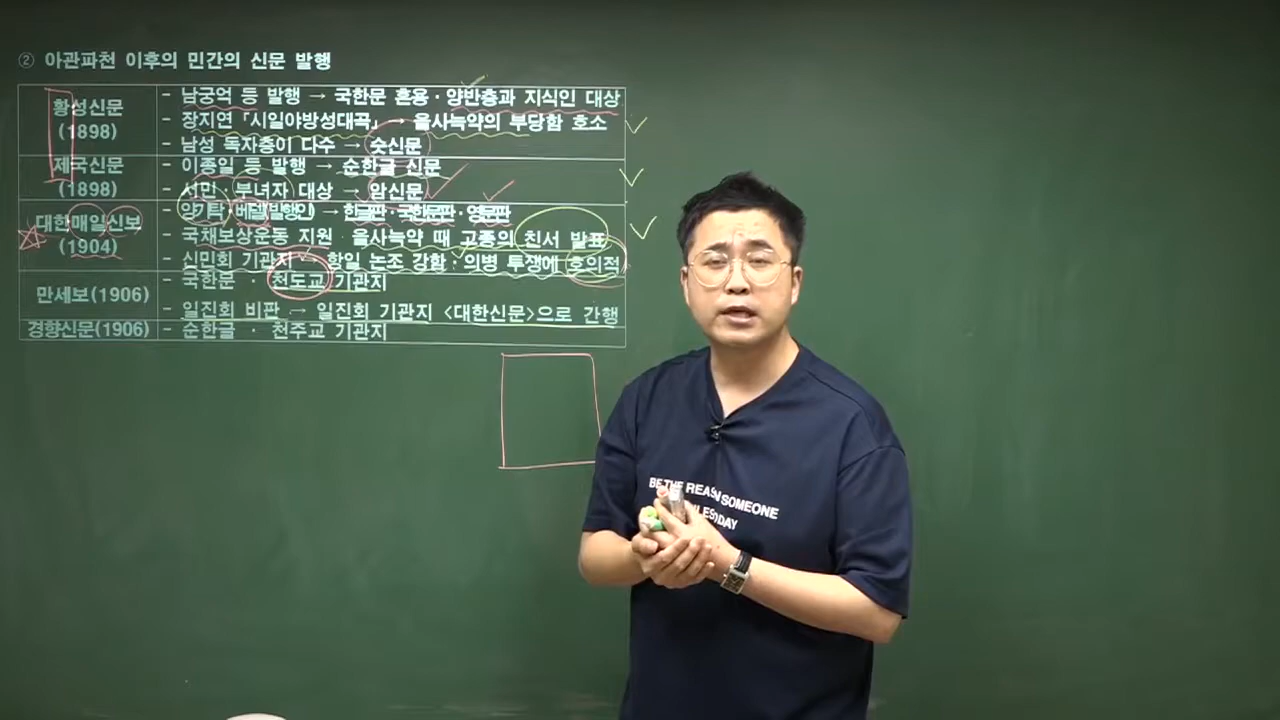 ② 아관파천 이후의 민간의 신문 발행
황성신문
(1898)
- 남궁억 등 발행 → 국한문 혼용·양반층과 지식인 대상
- 장지연 「시일야방성대곡」 → 을사늑약의 부당함 호소
- 남성 독자층이 다수 → 숫신문
제국신문
(1898)
- 이종일 등 발행 → 순한글 신문
- 서민·부녀자 대상 → 암신문
대한매일신보
(1904)
- 양기탁·베델(발행인) → 한글판·국한문판·영문판
- 국채보상운동 지원·을사늑약 때 고종의 친서 발표
- 신민회 기관지·항일 논조 강함·의병 투쟁에 호의적
만세보(1906)
- 국한문·천도교 기관지
- 일진회 비판 → 일진회 기관지 <대한신문>으로 간행
경향신문(1906)
- 순한글·천주교 기관지
BE THE REASON SOMEONE
DAY